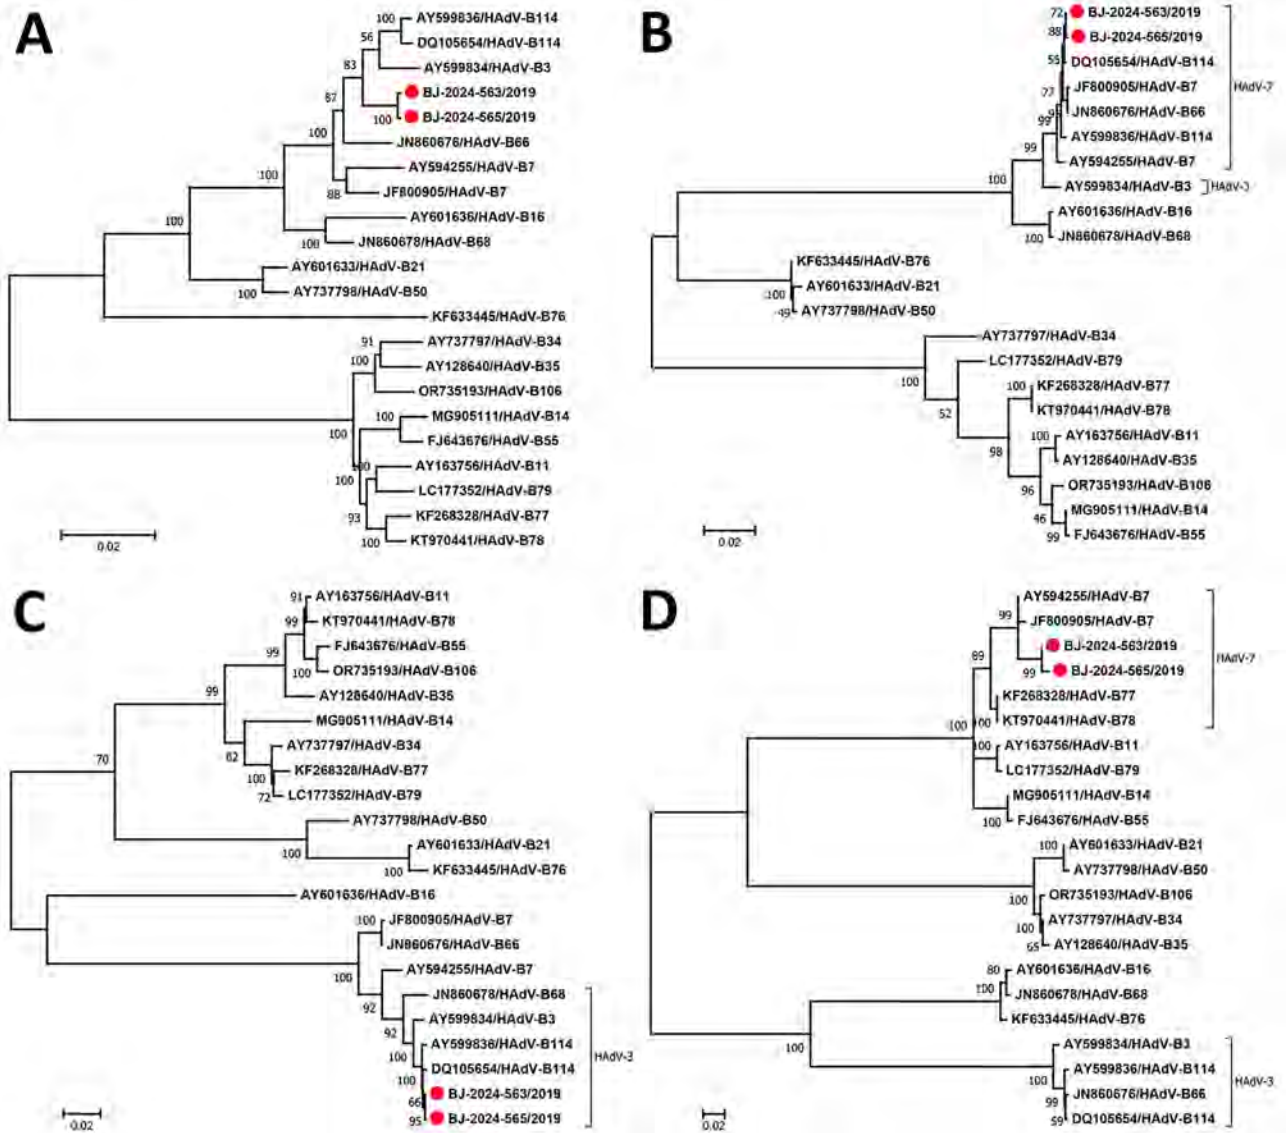 A
100
AY599836/HAdV-B114
56
DQ105654/HAdV-B114
83
AY599834/HAdV-B3
87
BJ-2024-563/2019
100
BJ-2024-565/2019
100
JN860676/HAdV-B66
100
AY594255/HAdV-B7
88
JF800905/HAdV-B7
100
AY601636/HAdV-B16
100
JN860678/HAdV-B68
AY601633/HAdV-B21
100
AY737798/HAdV-B50
KF633445/HAdV-B76
91
AY737797/HAdV-B34
100
AY128640/HAdV-B35
OR735193/HAdV-B106
100
100
MG905111/HAdV-B14
FJ643676/HAdV-B55
100
AY163756/HAdV-B11
100
LC177352/HAdV-B79
93
KF268328/HAdV-B77
100
KT970441/HAdV-B78
0.02
B
72
BJ-2024-563/2019
88
BJ-2024-565/2019
55
DQ105654/HAdV-B114
JF800905/HAdV-B7
HAdV-7
77
JN860676/HAdV-B66
99
AY599836/HAdV-B114
99
AY594255/HAdV-B7
100
AY599834/HAdV-B3
HAdV-3
AY601636/HAdV-B16
100
JN860678/HAdV-B68
KF633445/HAdV-B76
100
AY601633/HAdV-B21
49
AY737798/HAdV-B50
AY737797/HAdV-B34
100
LC177352/HAdV-B79
52
100
KF268328/HAdV-B77
KT970441/HAdV-B78
98
100
AY163756/HAdV-B11
AY128640/HAdV-B35
96
OR735193/HAdV-B106
46
MG905111/HAdV-B14
99
FJ643676/HAdV-B55
0.02
C
91
AY163756/HAdV-B11
99
KT970441/HAdV-B78
99
FJ643676/HAdV-B55
100
OR735193/HAdV-B106
99
AY128640/HAdV-B35
MG905111/HAdV-B14
62
AY737797/HAdV-B34
100
KF268328/HAdV-B77
72
LC177352/HAdV-B79
70
AY737798/HAdV-B50
100
AY601633/HAdV-B21
100
KF633445/HAdV-B76
AY601636/HAdV-B16
100
JF800905/HAdV-B7
JN860676/HAdV-B66
100
AY594255/HAdV-B7
92
JN860678/HAdV-B68
92
AY599834/HAdV-B3
100
AY599836/HAdV-B114
HAdV-3
100
DQ105654/HAdV-B114
66
BJ-2024-563/2019
95
BJ-2024-565/2019
0.02
D
AY594255/HAdV-B7
99
JF800905/HAdV-B7
BJ-2024-563/2019
HAdV-7
89
99
BJ-2024-565/2019
KF268328/HAdV-B77
100
100
KT970441/HAdV-B78
100
AY163756/HAdV-B11
LC177352/HAdV-B79
MG905111/HAdV-B14
100
FJ643676/HAdV-B55
100
AY601633/HAdV-B21
AY737798/HAdV-B50
100
OR735193/HAdV-B106
100
AY737797/HAdV-B34
AY128640/HAdV-B35
80
AY601636/HAdV-B16
100
JN860678/HAdV-B68
KF633445/HAdV-B76
100
AY599834/HAdV-B3
100
AY599836/HAdV-B114
HAdV-3
99
JN860676/HAdV-B66
59
DQ105654/HAdV-B114
0.02